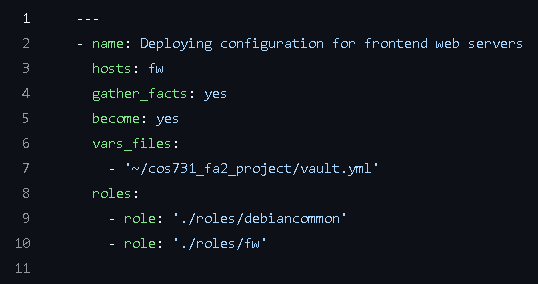 1 ---
2 - name: Deploying configuration for frontend web servers
3   hosts: fw
4   gather_facts: yes
5   become: yes
6   vars_files:
7     - '~/cos731_fa2_project/vault.yml'
8   roles:
9     - role: './roles/debiancommon'
10     - role: './roles/fw'
11